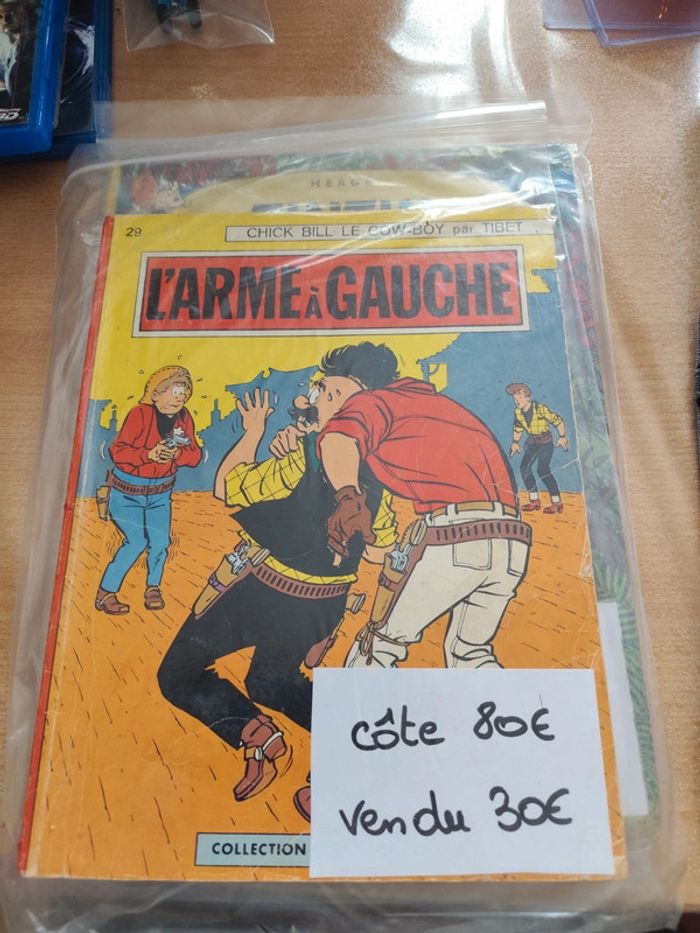 HERGÉ
29
CHICK BILL LE COW-BOY par TIBET
L'ARME À GAUCHE
côte 80€
vendu 30€
COLLECTION